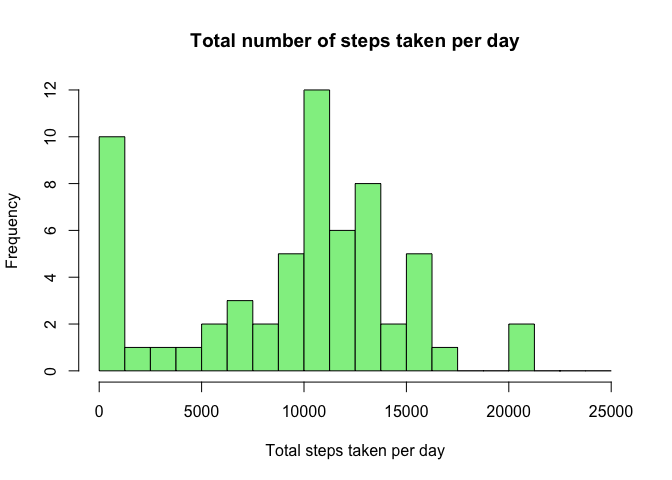 Total number of steps taken per day
Frequency
12
10
8
6
4
2
0
0 5000 10000 15000 20000 25000
Total steps taken per day